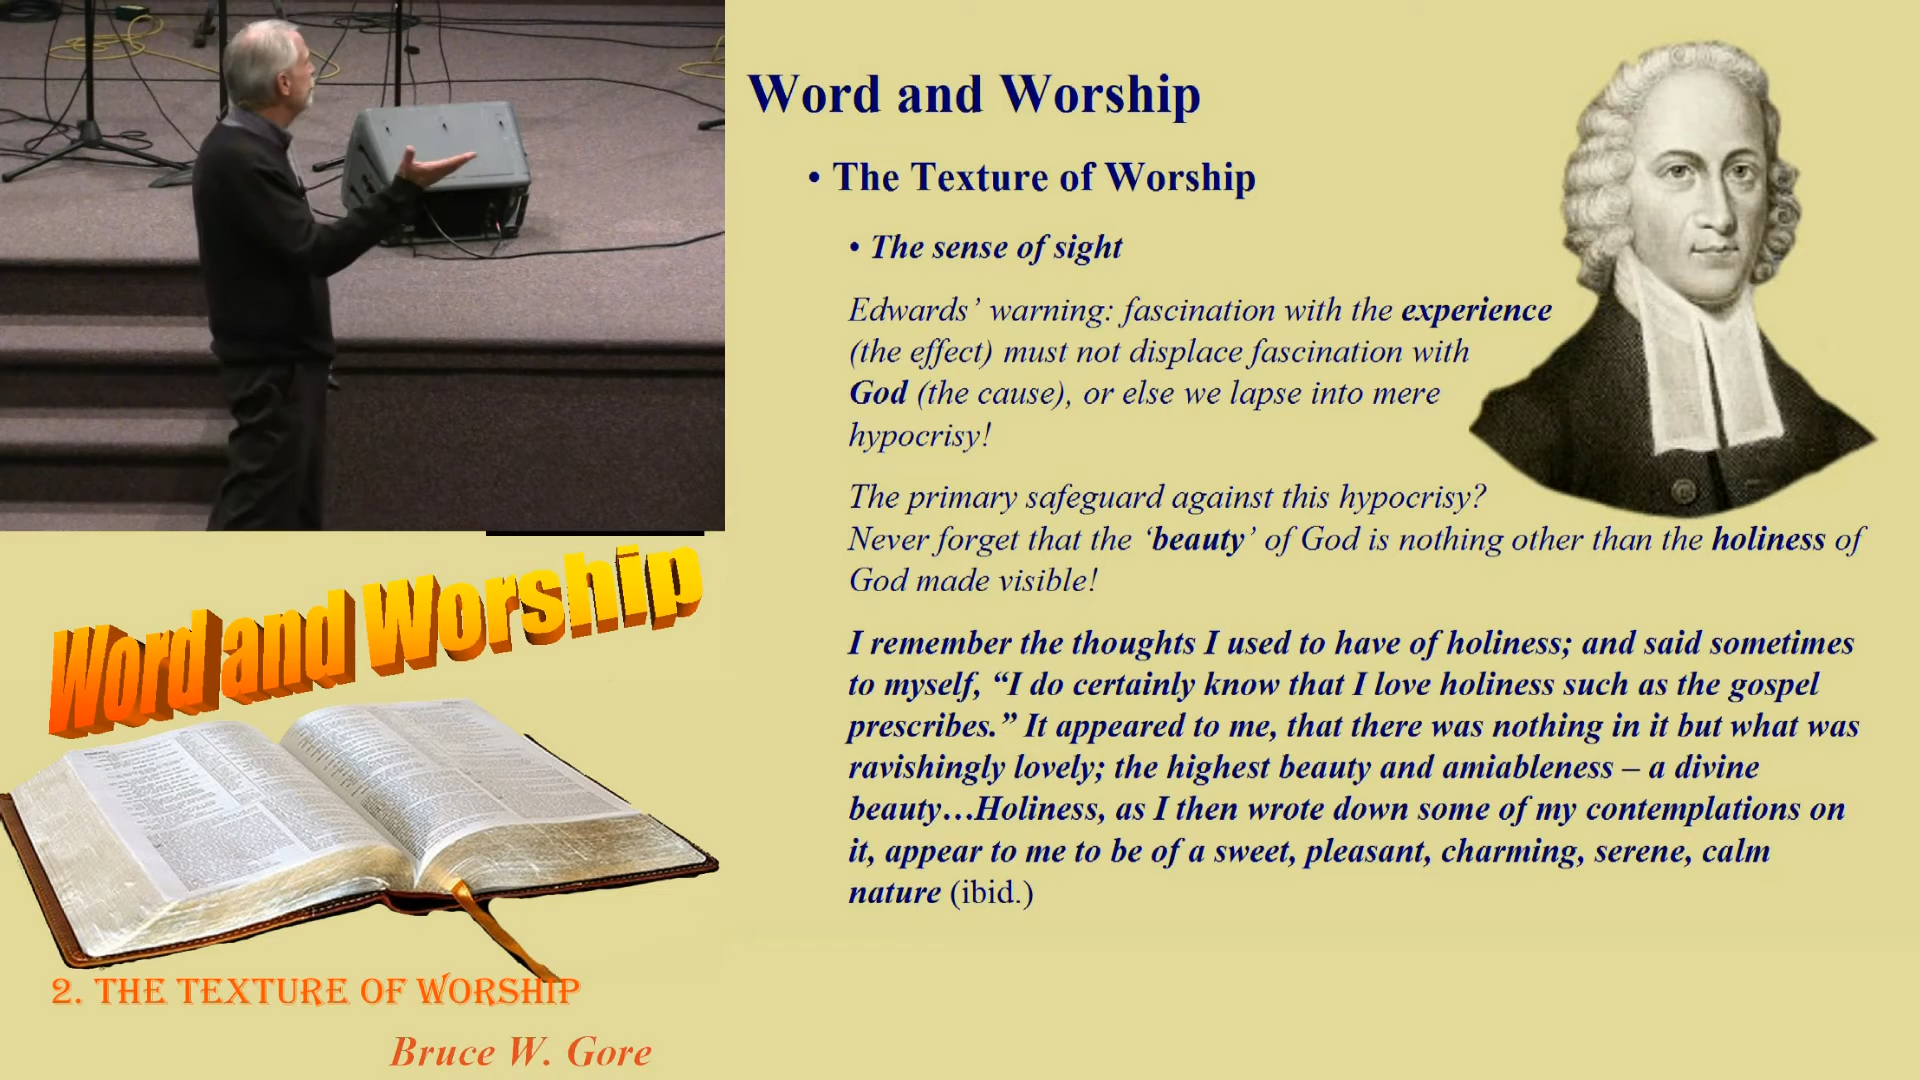 Word and Worship
• The Texture of Worship
• The sense of sight
Edwards’ warning: fascination with the experience
(the effect) must not displace fascination with
God (the cause), or else we lapse into mere
hypocrisy!
The primary safeguard against this hypocrisy?
Never forget that the ‘beauty’ of God is nothing other than the holiness of
God made visible!
I remember the thoughts I used to have of holiness; and said sometimes
to myself, “I do certainly know that I love holiness such as the gospel
prescribes.” It appeared to me, that there was nothing in it but what was
ravishingly lovely; the highest beauty and amiableness – a divine
beauty…Holiness, as I then wrote down some of my contemplations on
it, appear to me to be of a sweet, pleasant, charming, serene, calm
nature (ibid.)
Word and Worship
2. The Texture of Worship
Bruce W. Gore